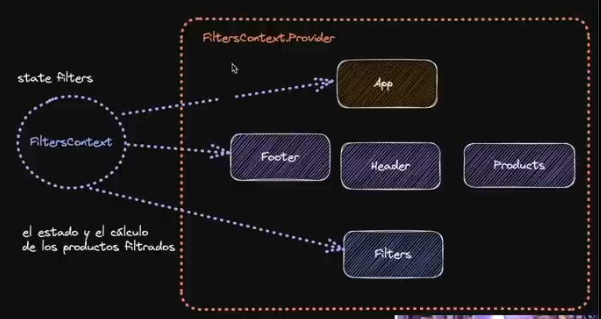 FiltersContext.Provider
state filters
App
FiltersContext
Footer
Header
Products
el estado y el cálculo
de los productos filtrados
Filters